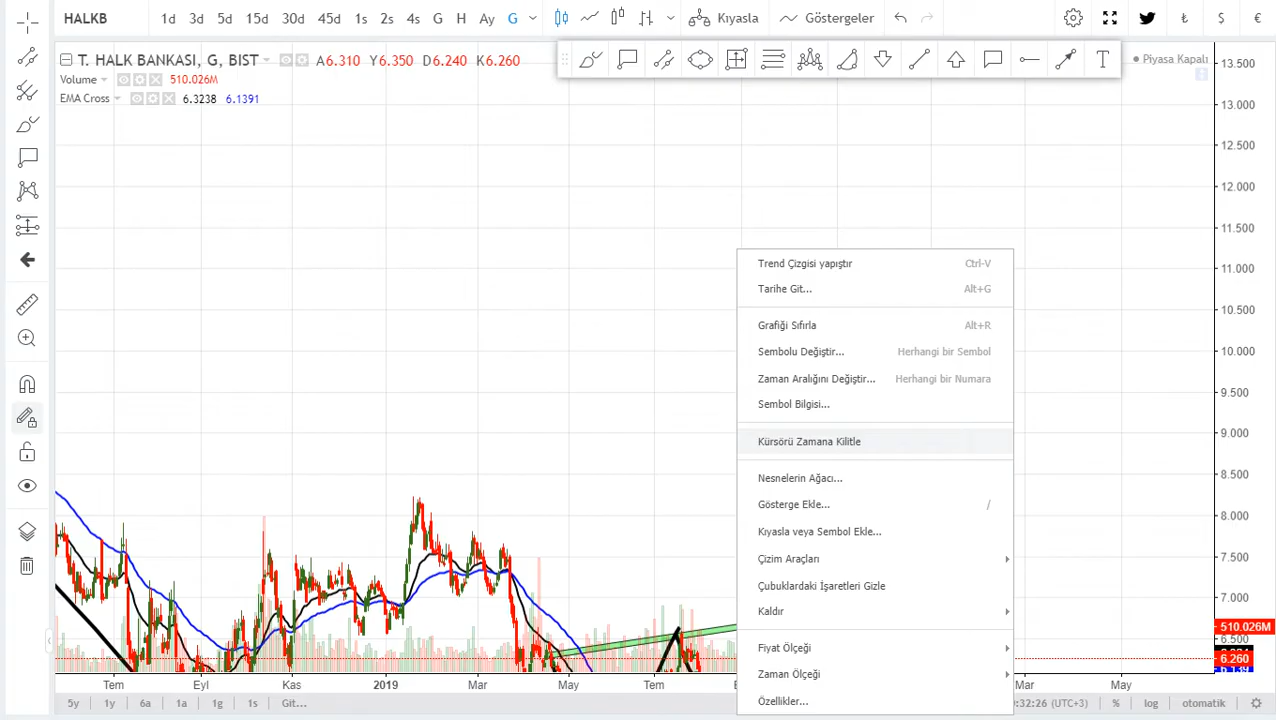 HALKB 1d 3d 5d 15d 30d 45d 1s 2s 4s G H Ay G Kıyasla Göstergeler ₺ $ €
T. HALK BANKASI, G, BIST A6.310 Y6.350 D6.240 K6.260
Piyasa Kapalı
Volume 510.026M
EMA Cross 6.3238 6.1391
13.500
13.000
12.500
12.000
11.500
11.000
10.500
10.000
9.500
9.000
8.500
8.000
7.500
7.000
510.026M
6.500
6.260
Trend Çizgisi yapıştır Ctrl-V
Tarihe Git... Alt+G
Grafiği Sıfırla Alt+R
Sembolu Değiştir... Herhangi bir Sembol
Zaman Aralığını Değiştir... Herhangi bir Numara
Sembol Bilgisi...
Kürsörü Zamana Kilitle
Nesnelerin Ağacı...
Gösterge Ekle... /
Kıyasla veya Sembol Ekle...
Çizim Araçları
Çubuklardaki İşaretleri Gizle
Kaldır
Fiyat Ölçeği
Zaman Ölçeği
Özellikler...
Tem Eyl Kas 2019 Mar May Tem Mar May
5y 1y 6a 1a 1g 1s Git... :32:26 (UTC+3) % log otomatik